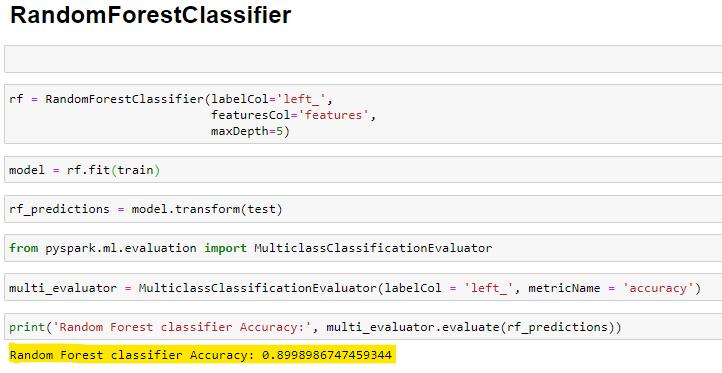 RandomForestClassifier
rf = RandomForestClassifier(labelCol='left_',
featuresCol='features',
maxDepth=5)
model = rf.fit(train)
rf_predictions = model.transform(test)
from pyspark.ml.evaluation import MulticlassClassificationEvaluator
multi_evaluator = MulticlassClassificationEvaluator(labelCol = 'left_', metricName = 'accuracy')
print('Random Forest classifier Accuracy:', multi_evaluator.evaluate(rf_predictions))
Random Forest classifier Accuracy: 0.8998986747459344